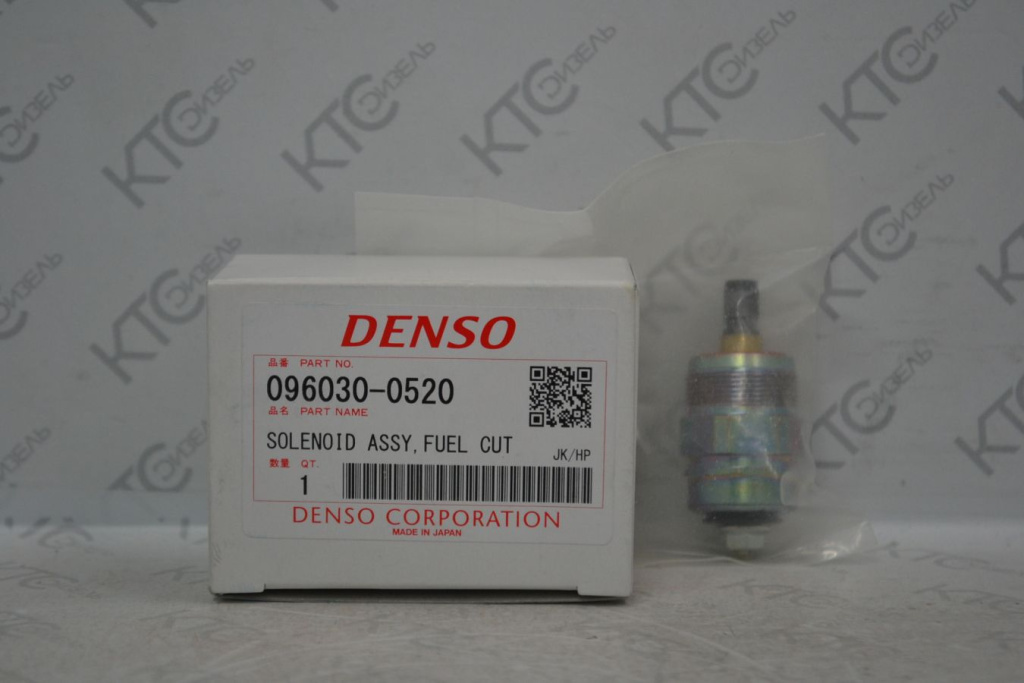 DENSO
品番 PART NO.
096030-0520
品名 PART NAME
SOLENOID ASSY,FUEL CUT
JK/HP
数量 QT.
1
DENSO CORPORATION
MADE IN JAPAN
КТС ДИЗЕЛЬ